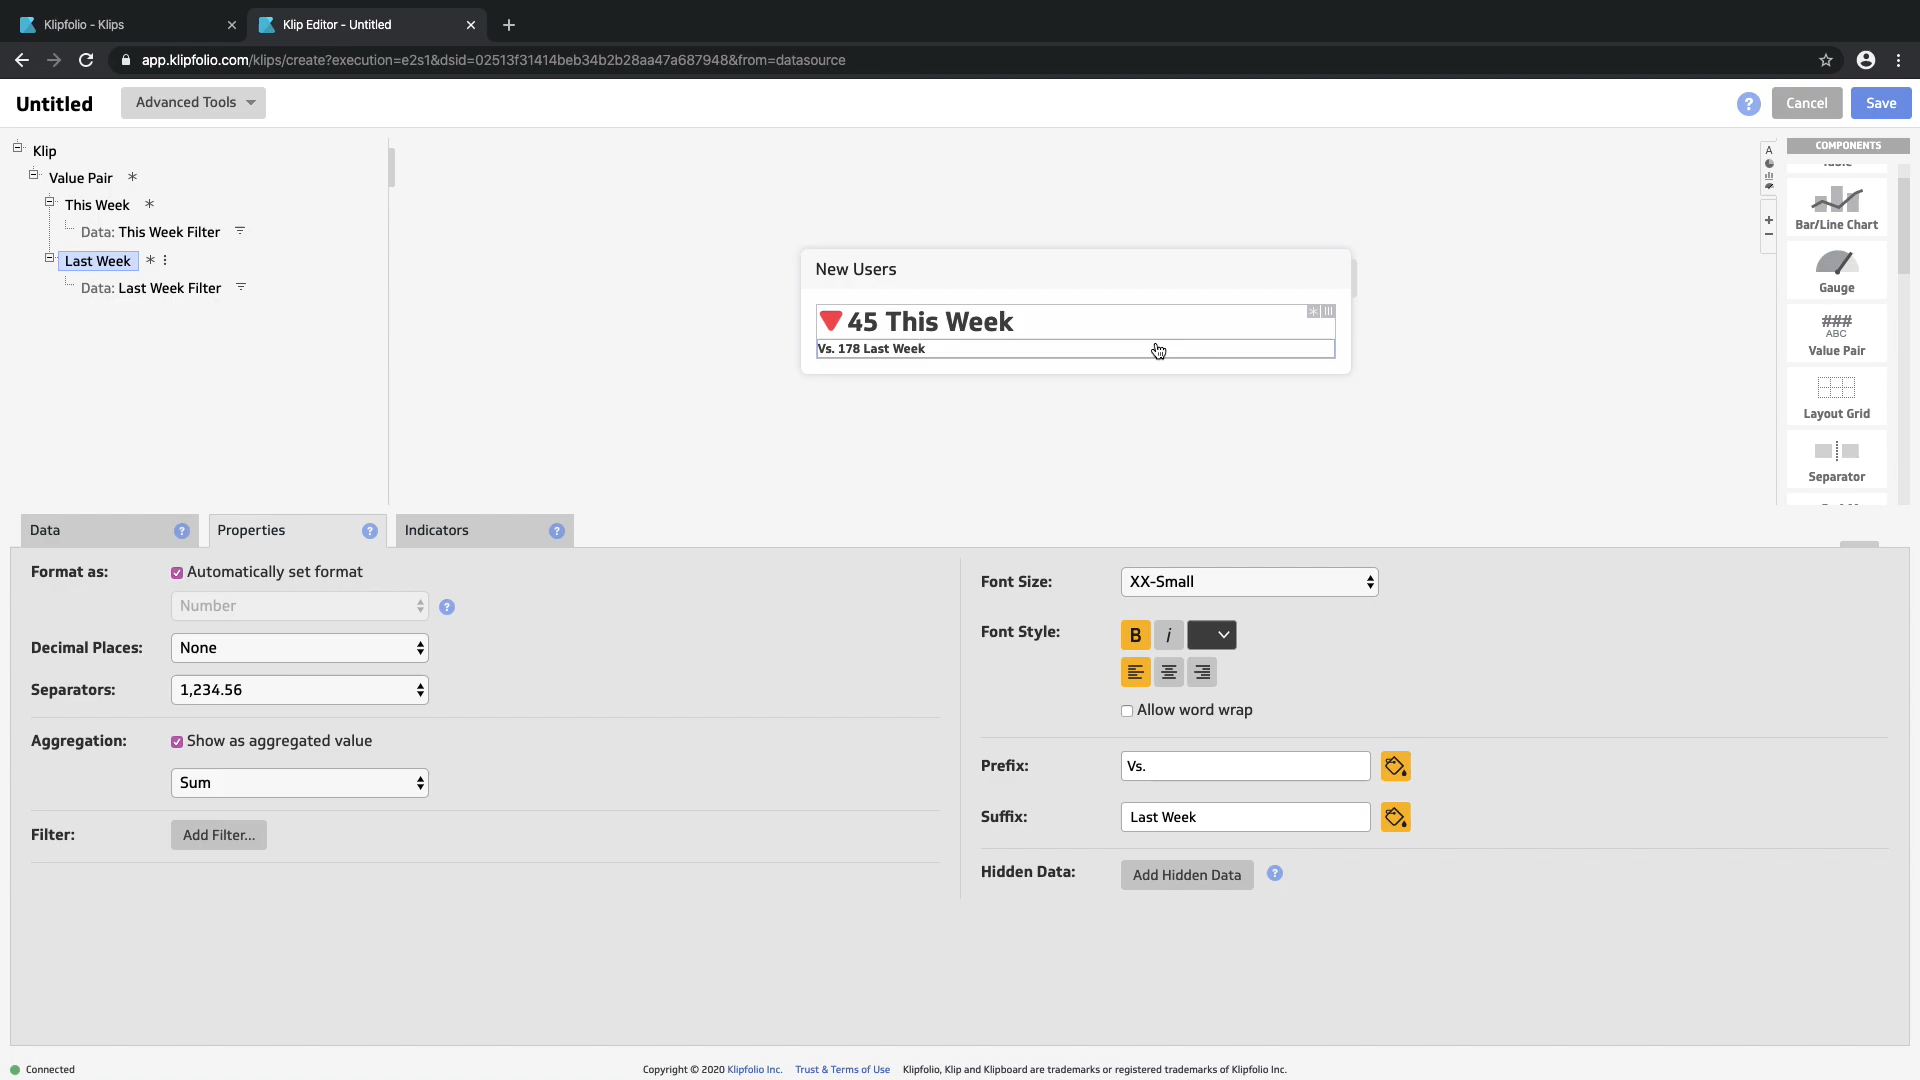 Klipfolio - Klips
Klip Editor - Untitled
app.klipfolio.com/klips/create?execution=e2s1&dsid=02513f31414beb34b2b28aa47a687948&from=datasource
Untitled
Advanced Tools
?
Cancel
Save
Klip
Value Pair *
This Week *
Data: This Week Filter
Last Week *
Data: Last Week Filter
New Users
45 This Week
Vs. 178 Last Week
A
COMPONENTS
Bar/Line Chart
Gauge
###
ABC
Value Pair
Layout Grid
Separator
Data ?
Properties ?
Indicators ?
Format as:
Automatically set format
Number ?
Decimal Places:
None
Separators:
1,234.56
Aggregation:
Show as aggregated value
Sum
Filter:
Add Filter...
Font Size:
XX-Small
Font Style:
B i
Allow word wrap
Prefix:
Vs.
Suffix:
Last Week
Hidden Data:
Add Hidden Data ?
Connected
Copyright © 2020 Klipfolio Inc. Trust & Terms of Use Klipfolio, Klip and Klipboard are trademarks or registered trademarks of Klipfolio Inc.